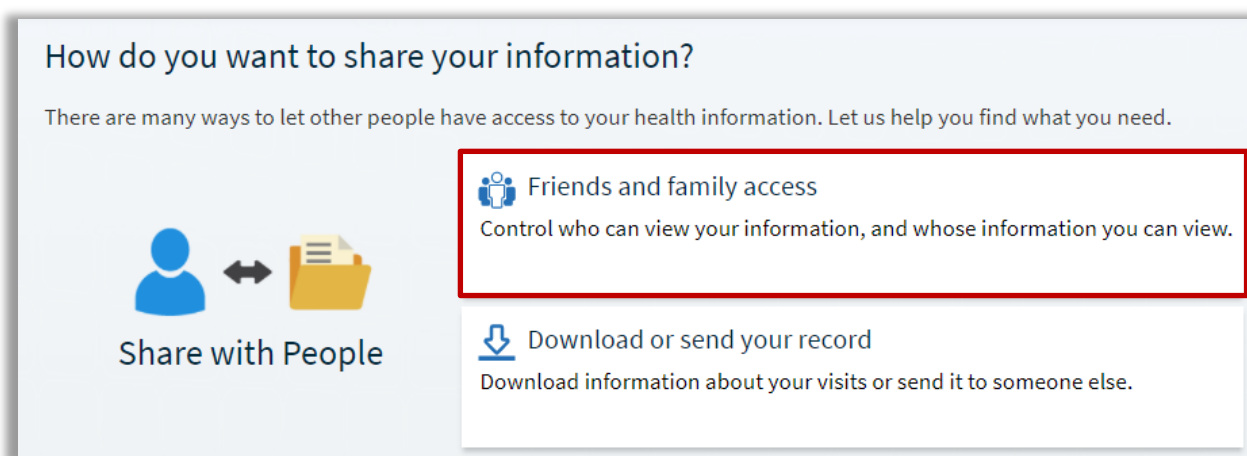 How do you want to share your information?
There are many ways to let other people have access to your health information. Let us help you find what you need.
Share with People
Friends and family access
Control who can view your information, and whose information you can view.
Download or send your record
Download information about your visits or send it to someone else.